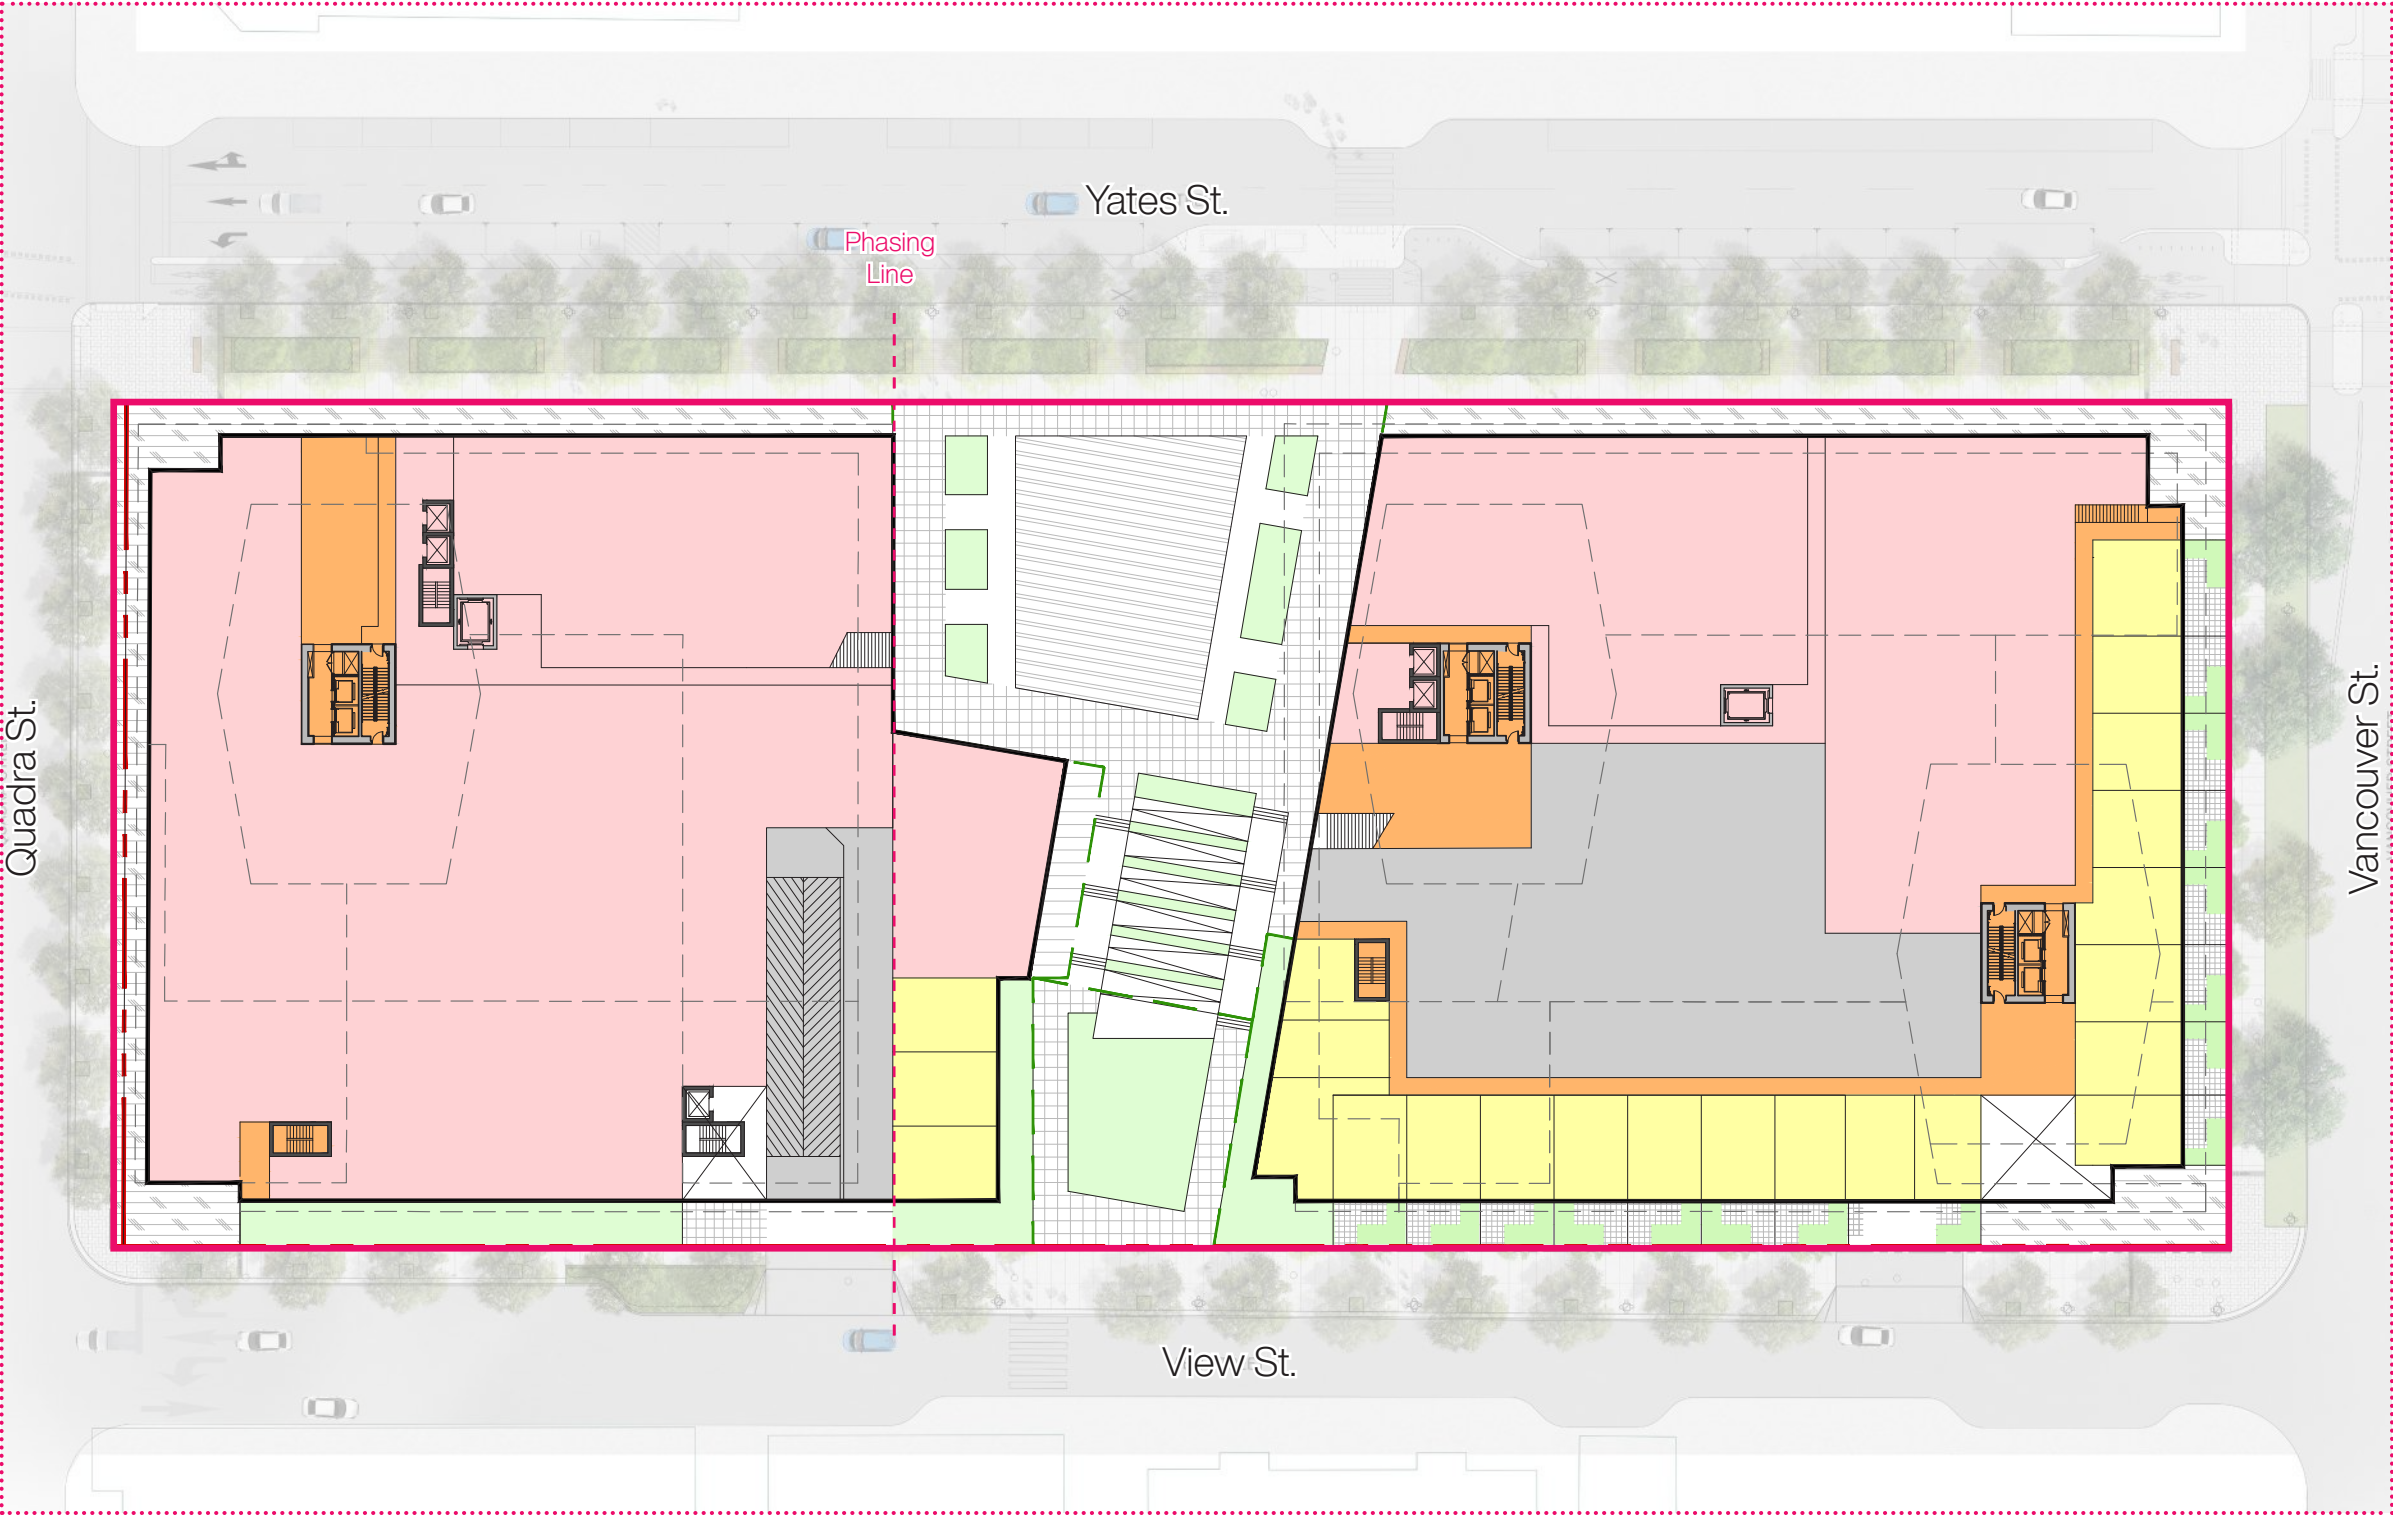 Yates St.
Phasing
Line
Quadra St.
Vancouver St.
View St.